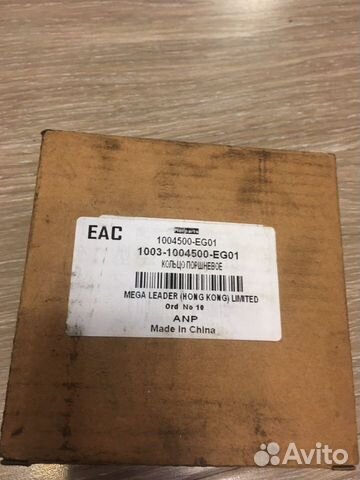 EAC
1004500-EG01
1003-1004500-EG01
КОЛЬЦО ПОРШНЕВОЕ
MEGA LEADER (HONG KONG) LIMITED
Ord No 10
ANP
Made in China
Avito